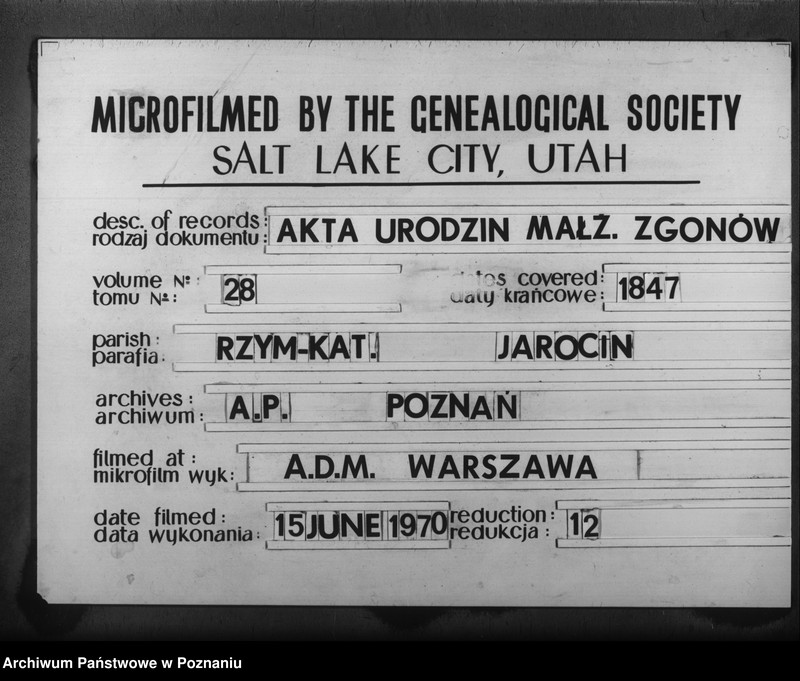 MICROFILMED BY THE GENEALOGICAL SOCIETY
SALT LAKE CITY, UTAH
desc. of records:
rodzaj dokumentu: AKTA URODZIN MAŁŻ. ZGONÓW
volume No: covered:
tomu No: 28 daty krańcowe: 1847
parish:
parafia: RZYM-KAT. JAROCIN
archives:
archiwum: A.P. POZNAŃ
filmed at:
mikrofilm wyk: A.D.M. WARSZAWA
date filmed: reduction:
data wykonania: 15 JUNE 1970 redukcja: 12
Archiwum Państwowe w Poznaniu